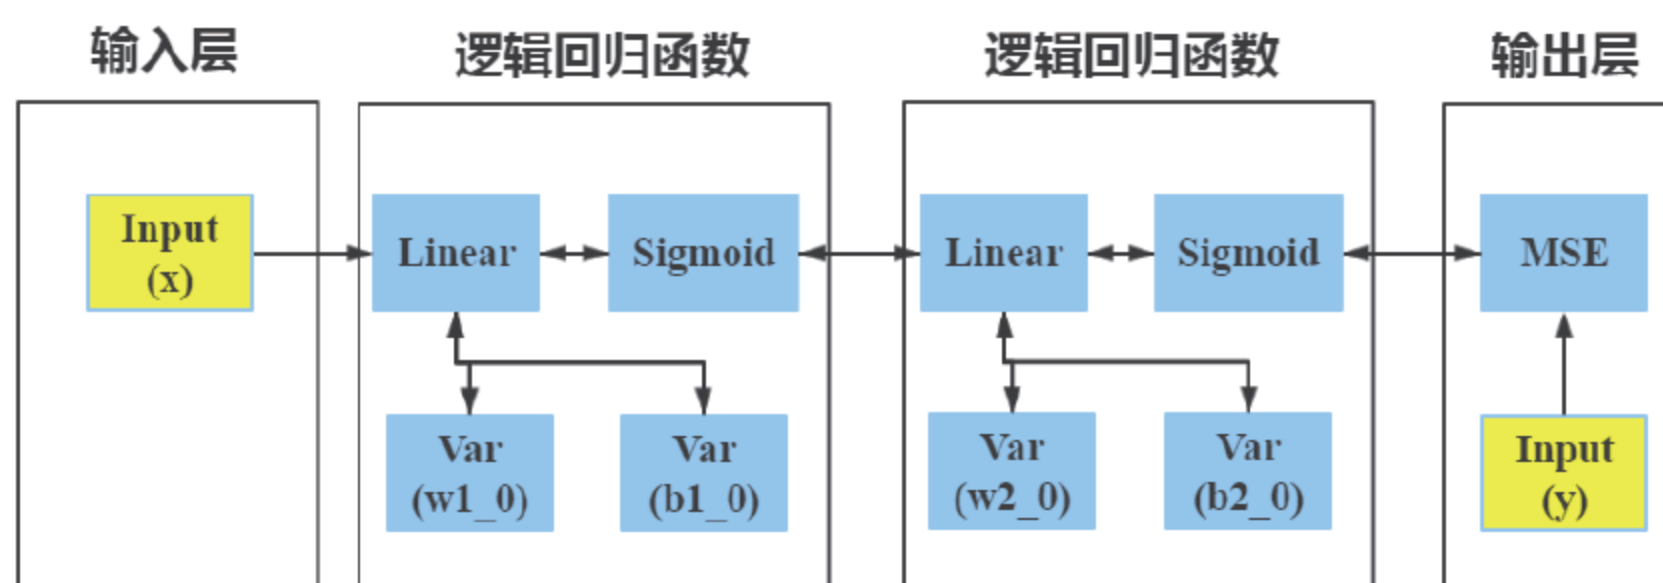 输入层
逻辑回归函数
逻辑回归函数
输出层
Input
(x)
Linear
Sigmoid
Linear
Sigmoid
MSE
Var
(w1_0)
Var
(b1_0)
Var
(w2_0)
Var
(b2_0)
Input
(y)